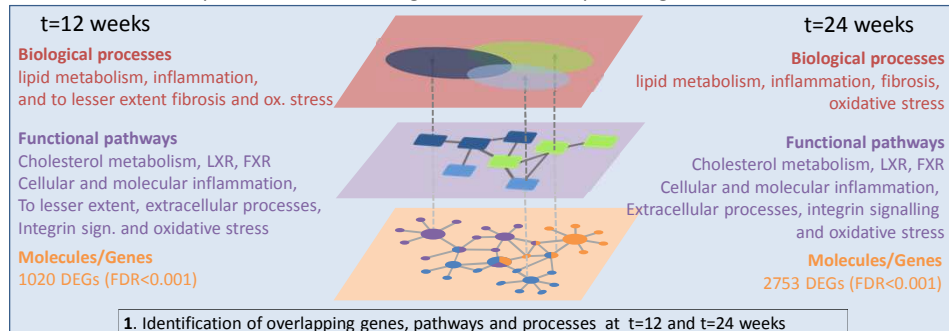 t=12 weeks
Biological processes
lipid metabolism, inflammation,
and to lesser extent fibrosis and ox. stress
Functional pathways
Cholesterol metabolism, LXR, FXR
Cellular and molecular inflammation,
To lesser extent, extracellular processes,
Integrin sign. and oxidative stress
Molecules/Genes
1020 DEGs (FDR<0.001)
t=24 weeks
Biological processes
lipid metabolism, inflammation, fibrosis,
oxidative stress
Functional pathways
Cholesterol metabolism, LXR, FXR
Cellular and molecular inflammation,
Extracellular processes, integrin signalling
and oxidative stress
Molecules/Genes
2753 DEGs (FDR<0.001)
1. Identification of overlapping genes, pathways and processes at t=12 and t=24 weeks